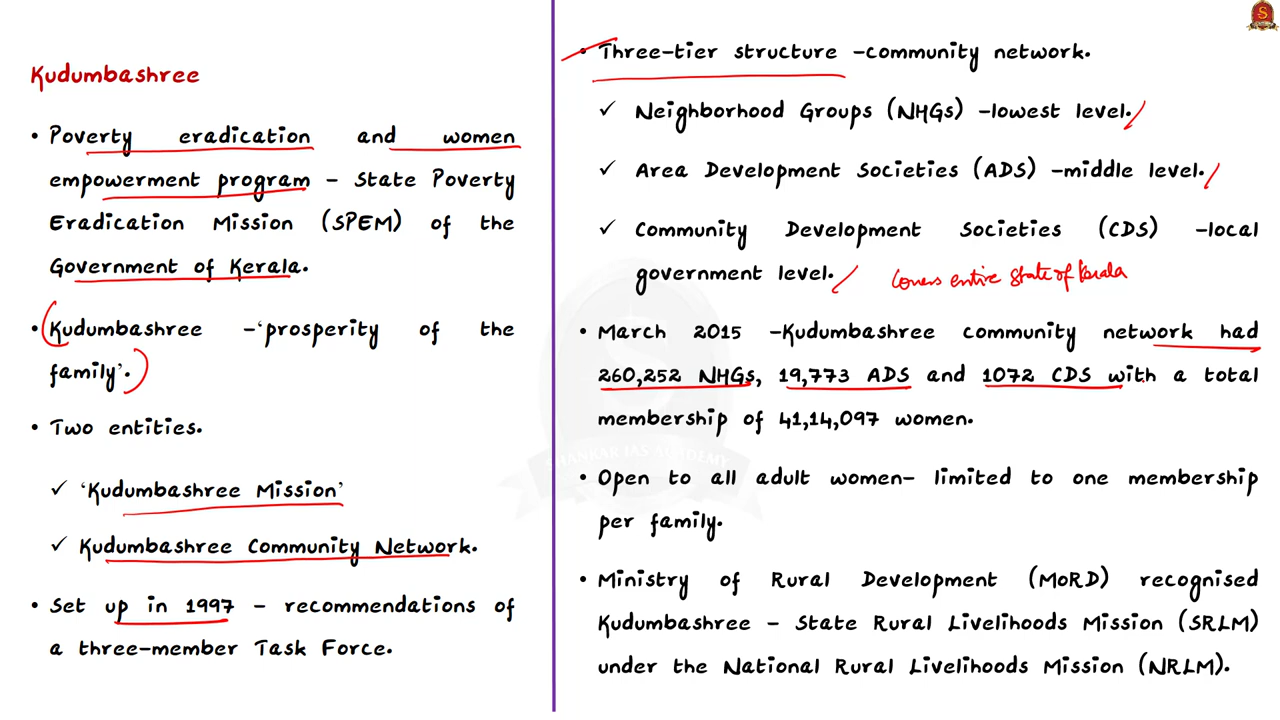 Kudumbashree
• Poverty eradication and women
empowerment program – State Poverty
Eradication Mission (SPEM) of the
Government of Kerala.
• Kudumbashree –‘prosperity of the
family’.
• Two entities.
✓ ‘Kudumbashree Mission’
✓ Kudumbashree Community Network.
• Set up in 1997 – recommendations of
a three-member Task Force.
• Three-tier structure –community network.
✓ Neighborhood Groups (NHGs) –lowest level.
✓ Area Development Societies (ADS) –middle level.
✓ Community Development Societies (CDS) –local
government level.
Covers entire State of Kerala
• March 2015 –Kudumbashree community network had
260,252 NHGs, 19,773 ADS and 1072 CDS with a total
membership of 41,14,097 women.
• Open to all adult women– limited to one membership
per family.
• Ministry of Rural Development (MoRD) recognised
Kudumbashree – State Rural Livelihoods Mission (SRLM)
under the National Rural Livelihoods Mission (NRLM).
SHANKAR IAS ACADEMY